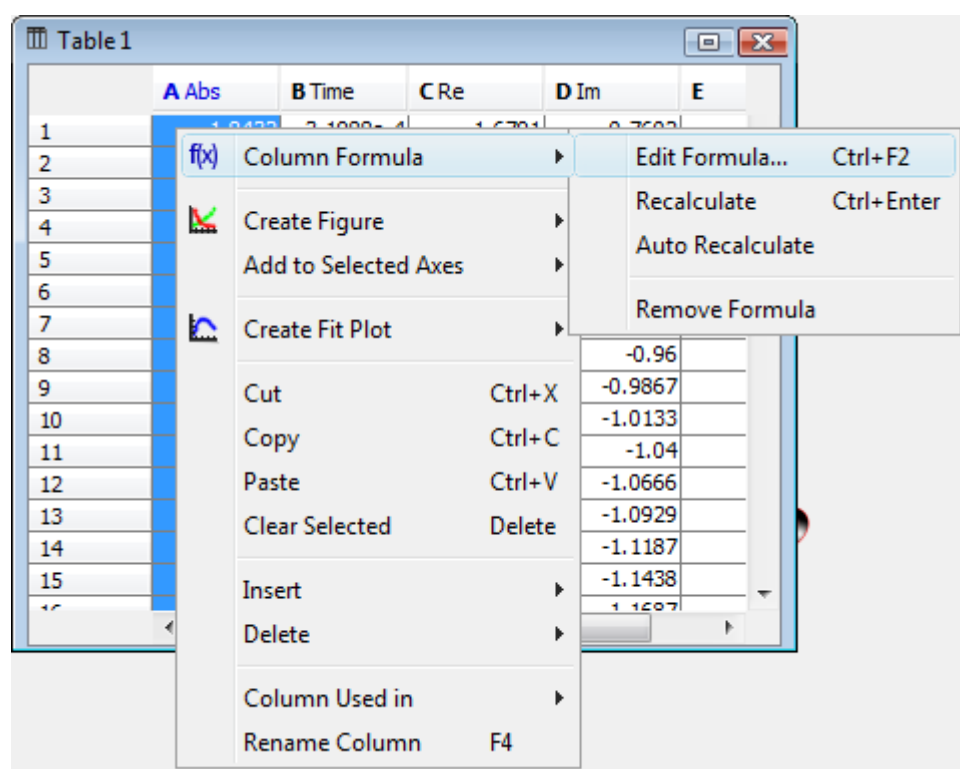 Table 1
A Abs B Time C Re D Im E
1
2
3
4
5
6
7
8 -0.96
9 -0.9867
10 -1.0133
11 -1.04
12 -1.0666
13 -1.0929
14 -1.1187
15 -1.1438
f(x) Column Formula
Create Figure
Add to Selected Axes
Create Fit Plot
Cut Ctrl+X
Copy Ctrl+C
Paste Ctrl+V
Clear Selected Delete
Insert
Delete
Column Used in
Rename Column F4
Edit Formula... Ctrl+F2
Recalculate Ctrl+Enter
Auto Recalculate
Remove Formula